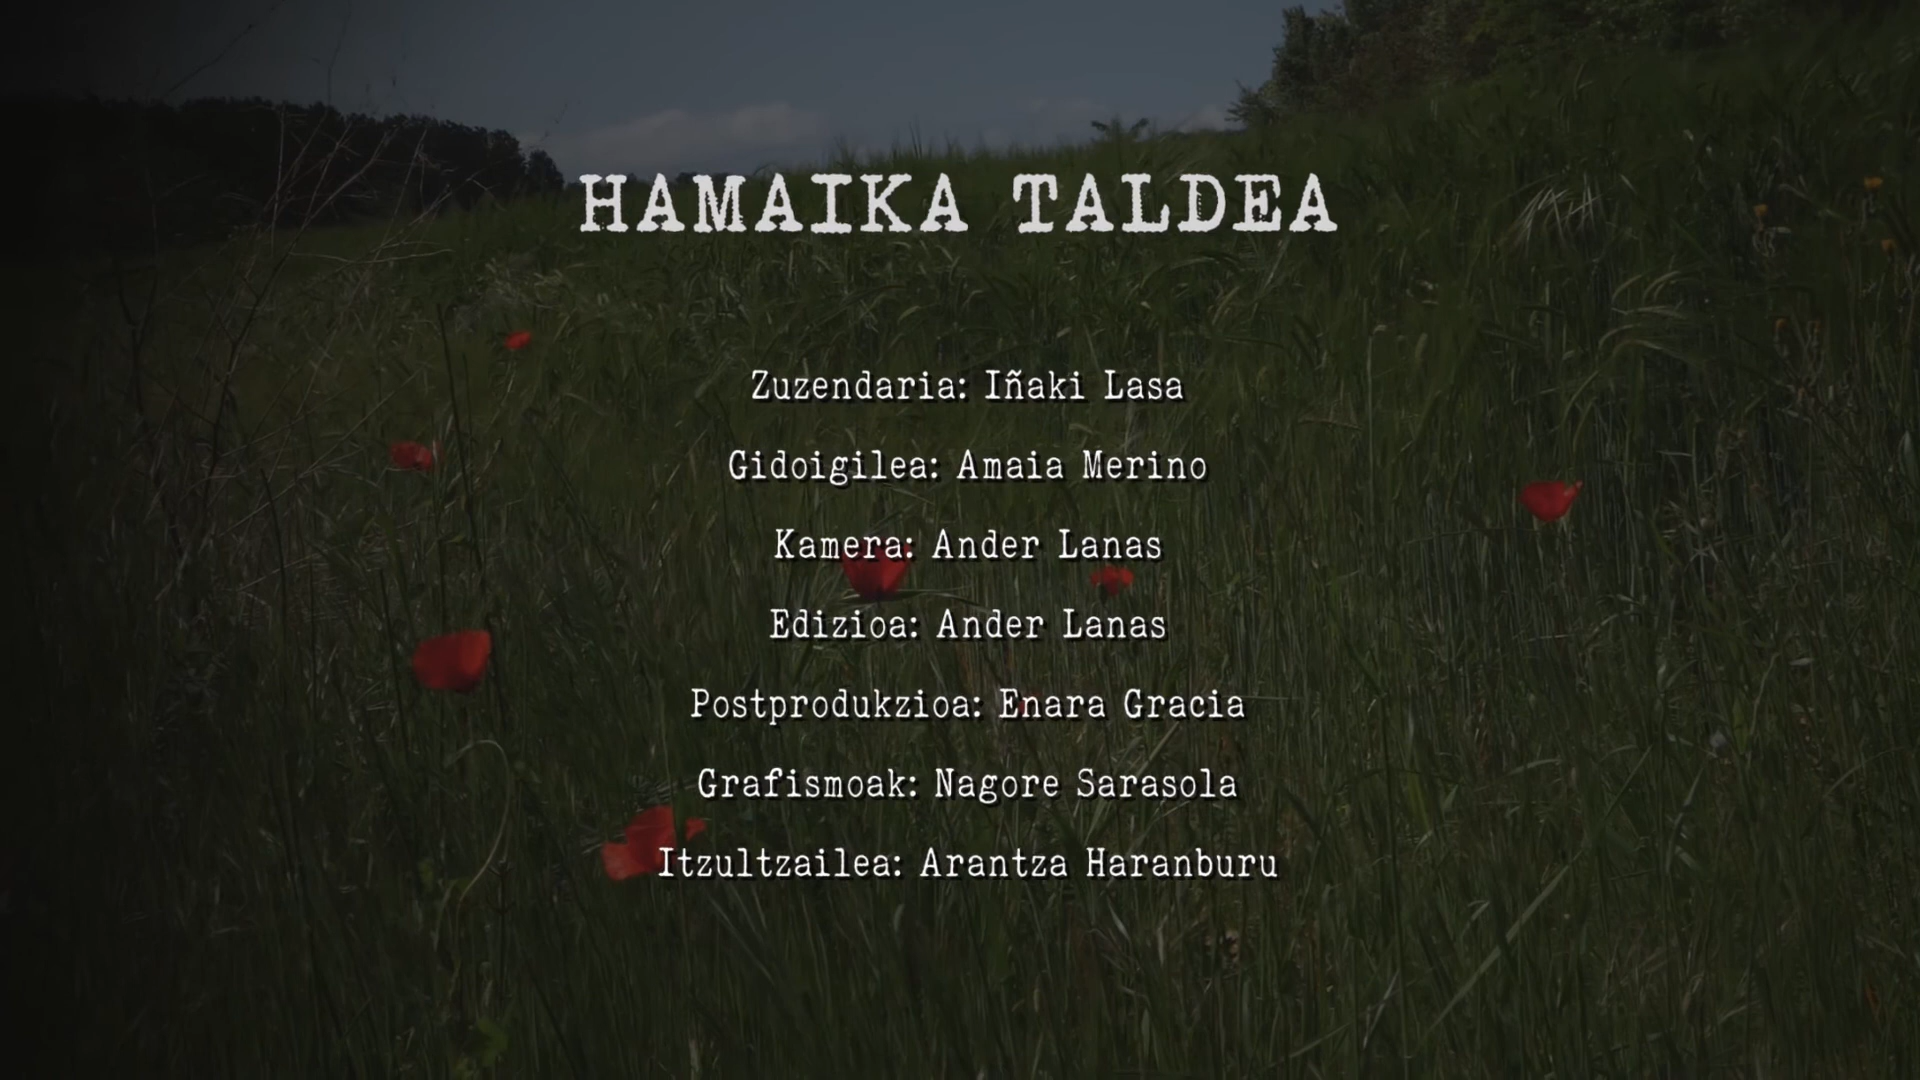 HAMAIKA TALDEA
Zuzendaria: Iñaki Lasa
Gidoigilea: Amaia Merino
Kamera: Ander Lanas
Edizioa: Ander Lanas
Postprodukzioa: Enara Gracia
Grafismoak: Nagore Sarasola
Itzultzailea: Arantza Haranburu